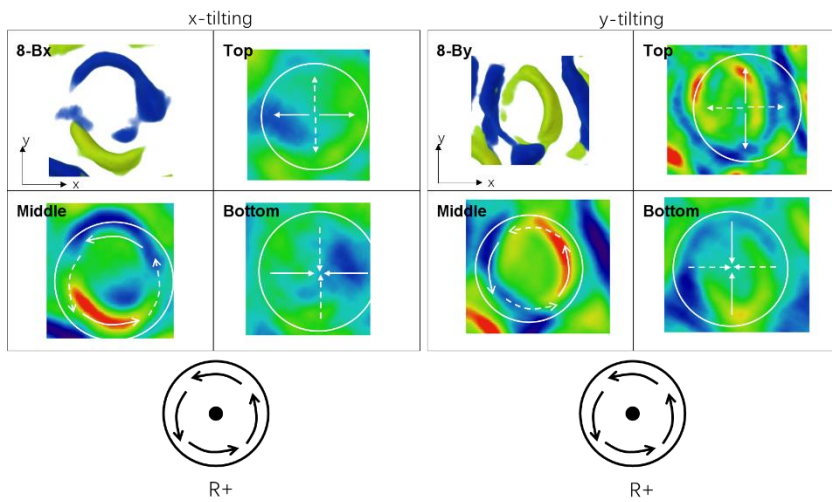 x-tilting
y-tilting
8-Bx
Top
8-By
Top
y
x
y
x
Middle
Bottom
Middle
Bottom
R+
R+